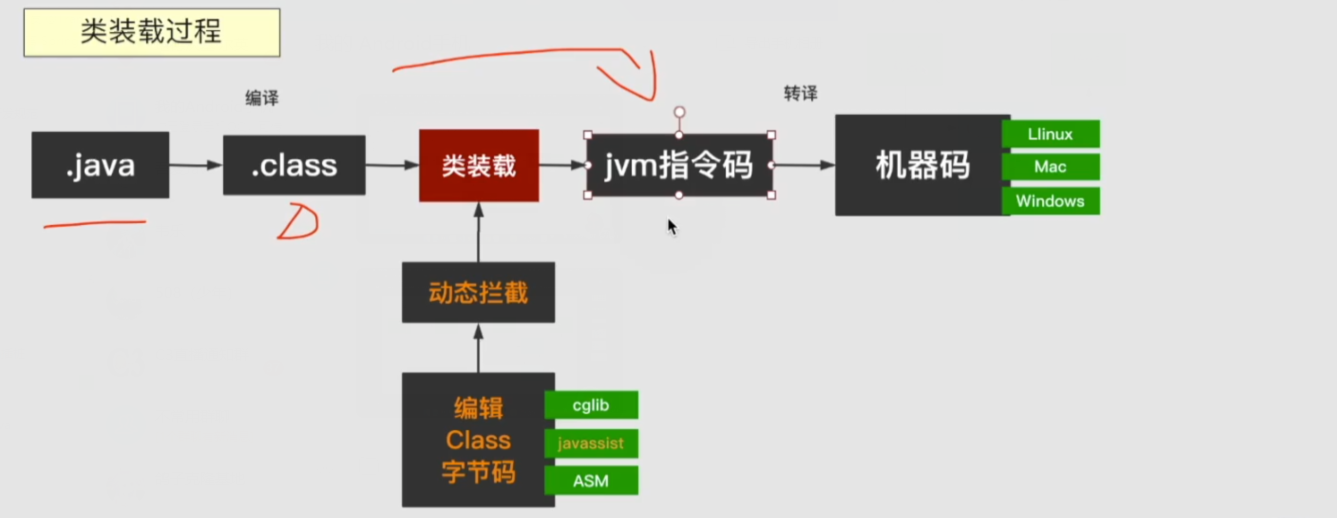 类装载过程
编译
转译
.java
.class
类装载
jvm指令码
机器码
Llinux
Mac
Windows
动态拦截
编辑
Class
字节码
cglib
javassist
ASM